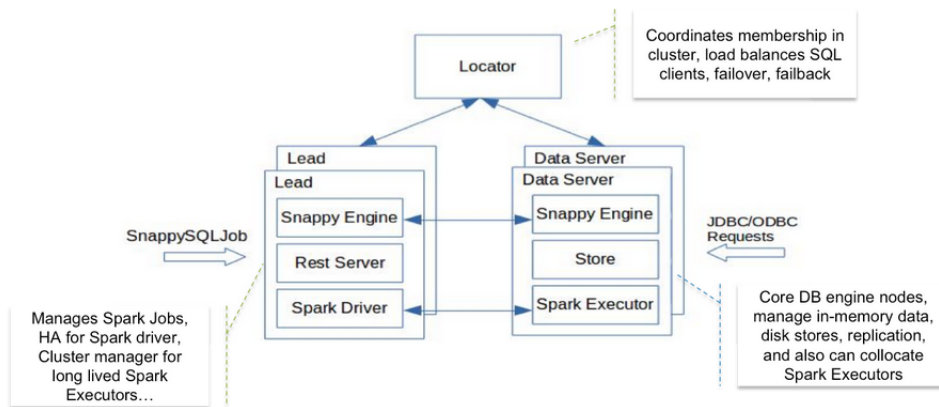 Locator
Coordinates membership in
cluster, load balances SQL
clients, failover, failback
Lead
Lead
Snappy Engine
Rest Server
Spark Driver
Data Server
Data Server
Snappy Engine
Store
Spark Executor
SnappySQLJob
JDBC/ODBC
Requests
Manages Spark Jobs,
HA for Spark driver,
Cluster manager for
long lived Spark
Executors…
Core DB engine nodes,
manage in-memory data,
disk stores, replication,
and also can collocate
Spark Executors